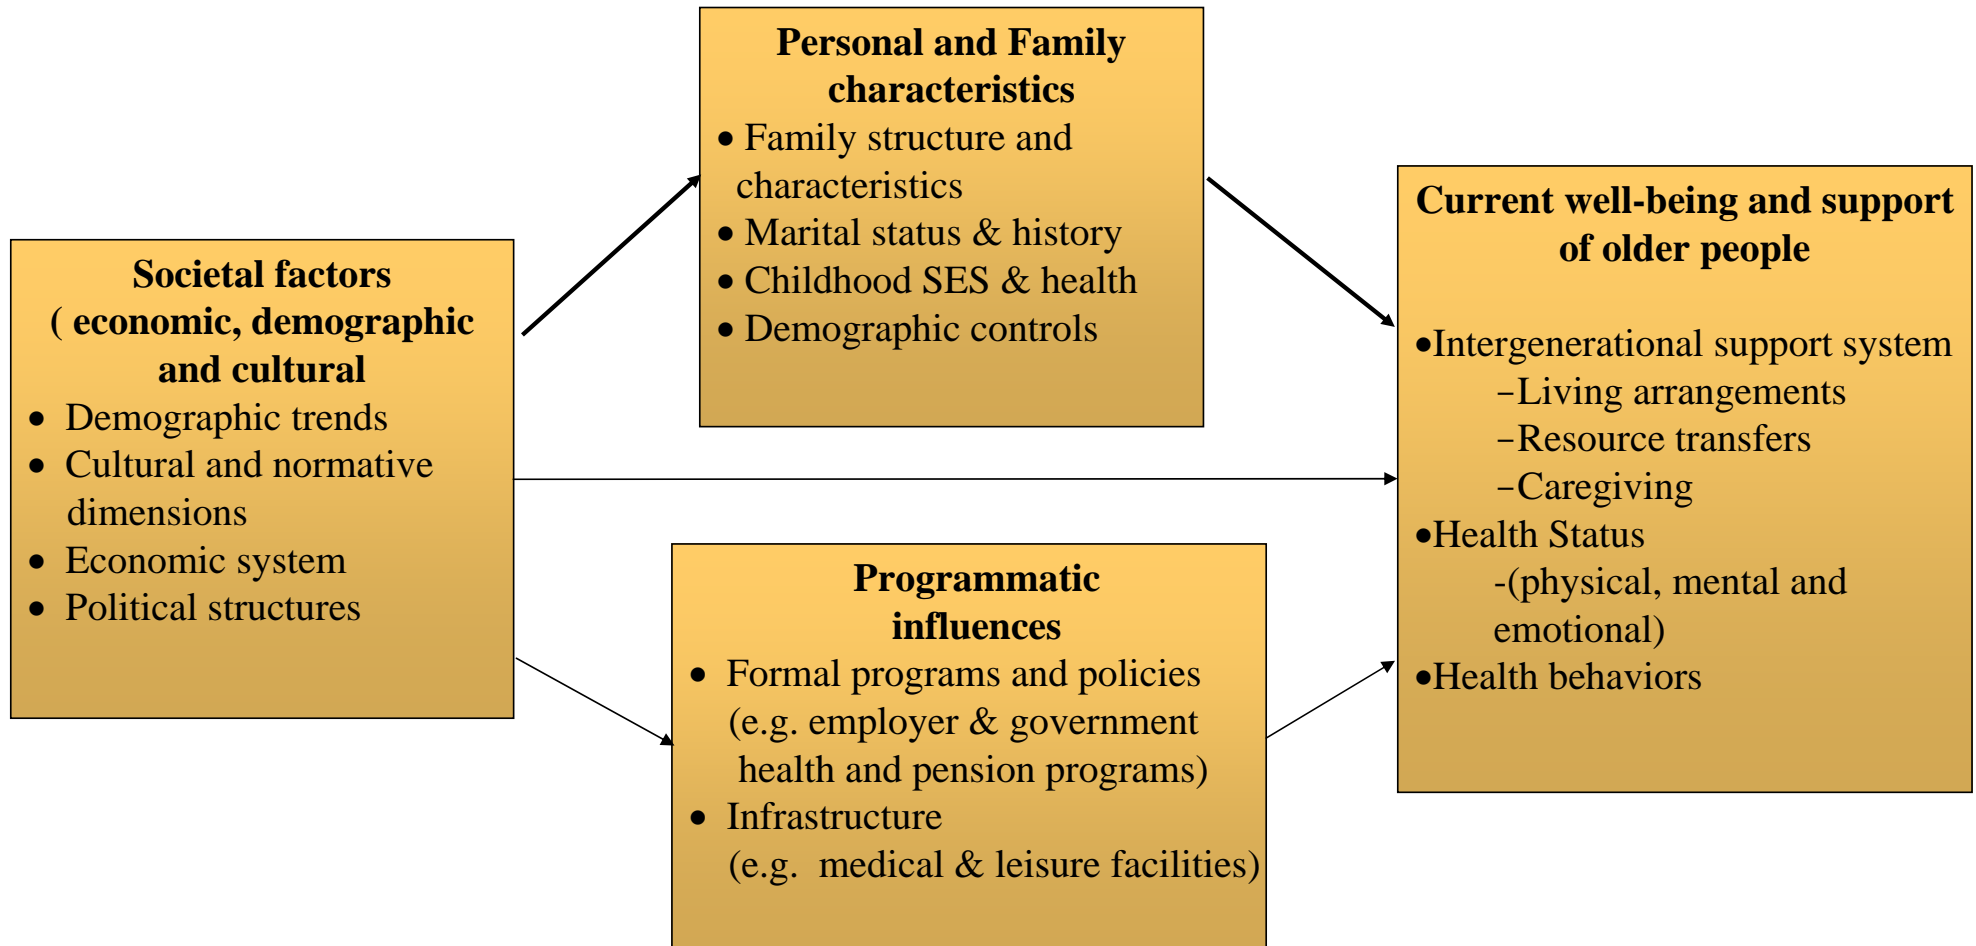 Personal and Family
characteristics
• Family structure and
characteristics
• Marital status & history
• Childhood SES & health
• Demographic controls
Societal factors
( economic, demographic
and cultural
• Demographic trends
• Cultural and normative
dimensions
• Economic system
• Political structures
Programmatic
influences
• Formal programs and policies
(e.g. employer & government
health and pension programs)
• Infrastructure
(e.g. medical & leisure facilities)
Current well-being and support
of older people
•Intergenerational support system
–Living arrangements
–Resource transfers
–Caregiving
•Health Status
-(physical, mental and
emotional)
•Health behaviors